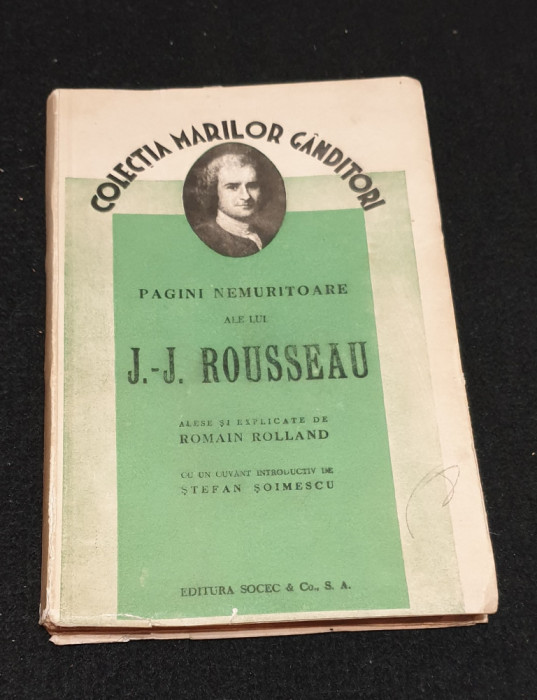 COLECȚIA MARILOR GÂNDITORI
PAGINI NEMURITOARE
ALE LUI
J.-J. ROUSSEAU
ALESE ȘI EXPLICATE DE
ROMAIN ROLLAND
CU UN CUVÂNT INTRODUCTIV DE
ȘTEFAN ȘOIMESCU
EDITURA SOCEC & Co., S. A.